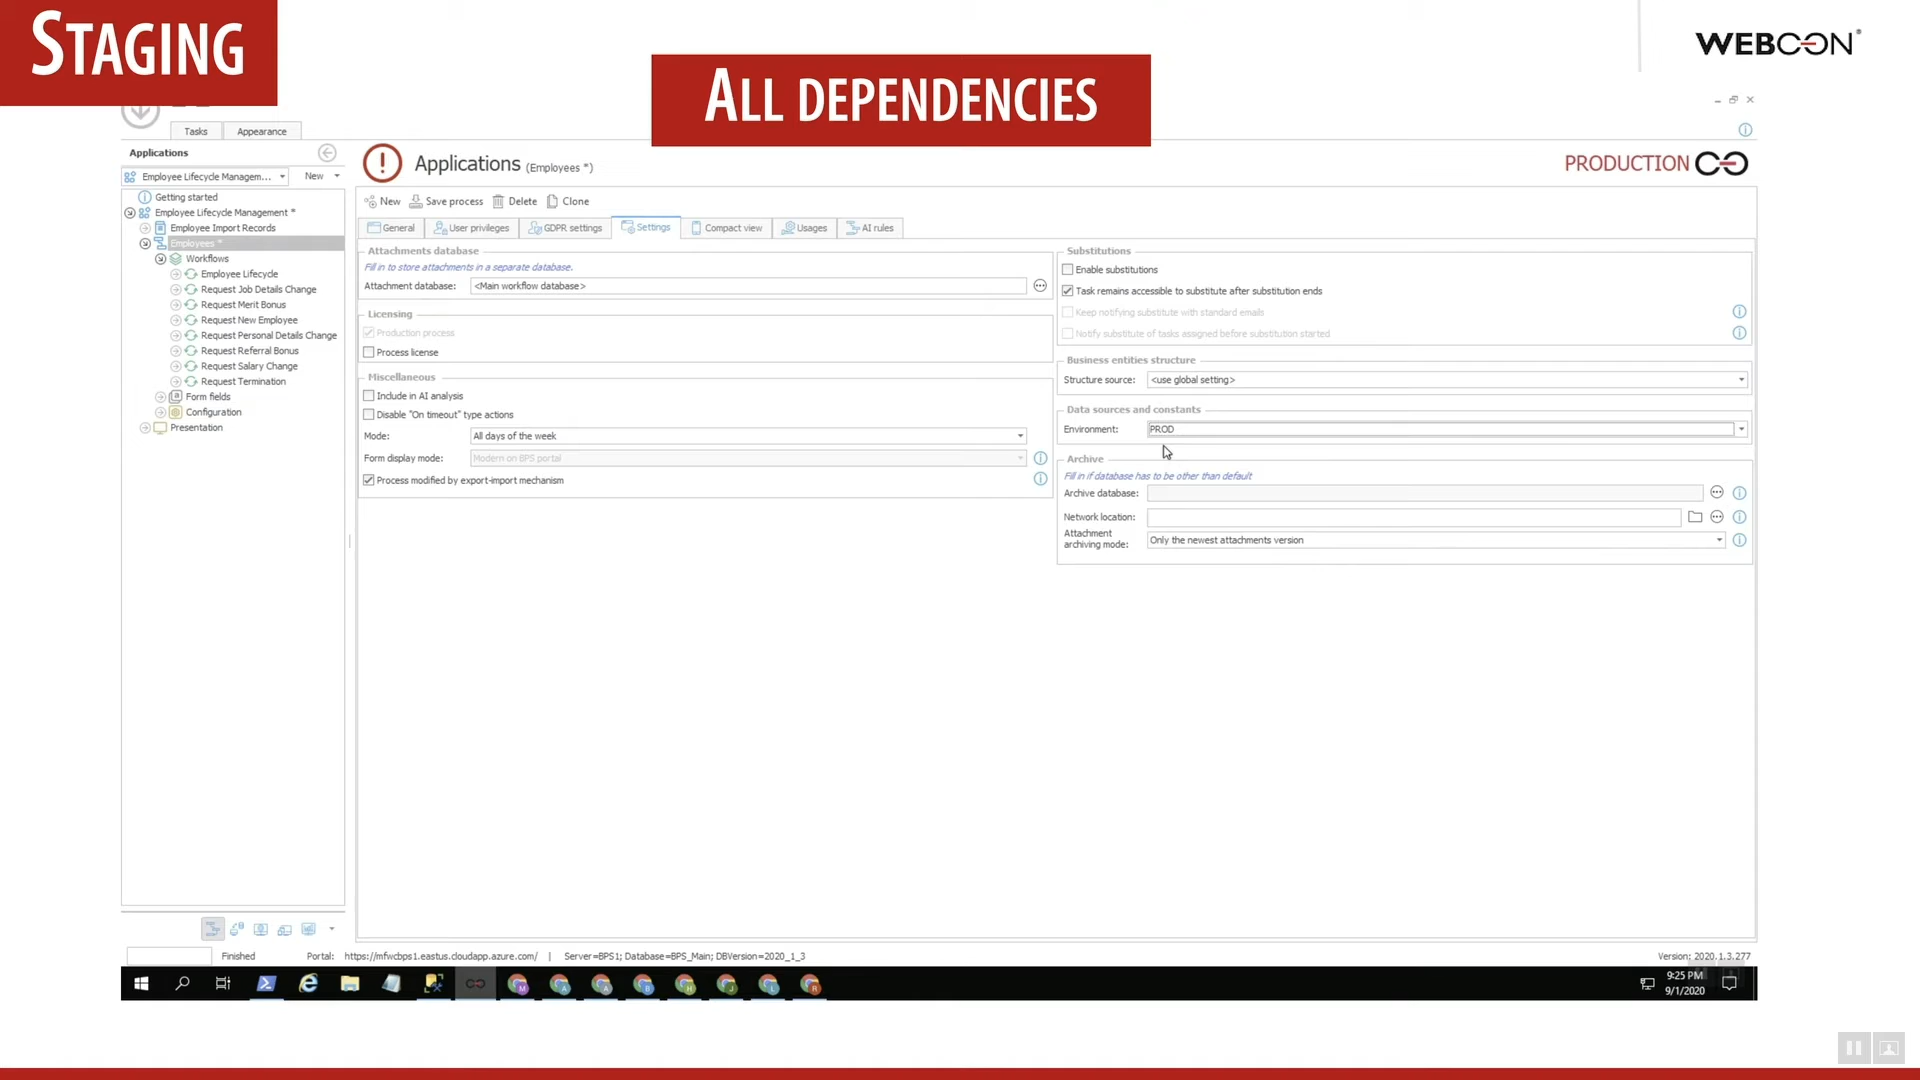 STAGING
ALL DEPENDENCIES
WEBCON®
Tasks
Appearance
Applications
Applications (Employees *)
PRODUCTION
Employee Lifecycle Managem...
New
New
Save process
Delete
Clone
Getting started
Employee Lifecycle Management *
Employee Import Records
Employees *
Workflows
Employee Lifecycle
Request Job Details Change
Request Merit Bonus
Request New Employee
Request Personal Details Change
Request Referral Bonus
Request Salary Change
Request Termination
Form fields
Configuration
Presentation
General
User privileges
GDPR settings
Settings
Compact view
Usages
AI rules
Attachments database
Fill in to store attachments in a separate database.
Attachment database:
<Main workflow database>
Licensing
Production process
Process license
Miscellaneous
Include in AI analysis
Disable "On timeout" type actions
Mode:
All days of the week
Form display mode:
Modern on BPS portal
Process modified by export-import mechanism
Substitutions
Enable substitutions
Task remains accessible to substitute after substitution ends
Keep notifying substitute with standard emails
Notify substitute of tasks assigned before substitution started
Business entities structure
Structure source:
<use global setting>
Data sources and constants
Environment:
PROD
Archive
Fill in if database has to be other than default
Archive database:
Network location:
Attachment archiving mode:
Only the newest attachments version
Finished
Portal: https://mfwcbps1.eastus.cloudapp.azure.com/ | Server=BPS1; Database=BPS_Main; DBVersion=2020_1_3
Version: 2020.1.3.277
9:25 PM
9/1/2020